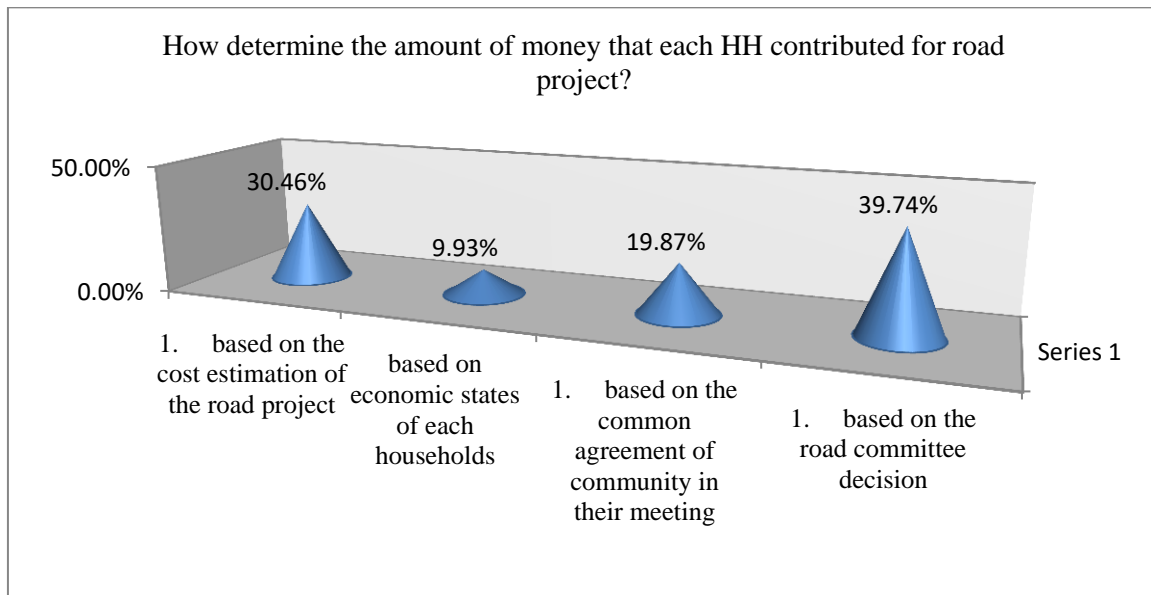 How determine the amount of money that each HH contributed for road
project?
50.00%
0.00%
30.46%
9.93%
19.87%
39.74%
1. based on the
cost estimation of
the road project
based on
economic states
of each
households
1. based on the
common
agreement of
community in
their meeting
1. based on the
road committee
decision
Series 1